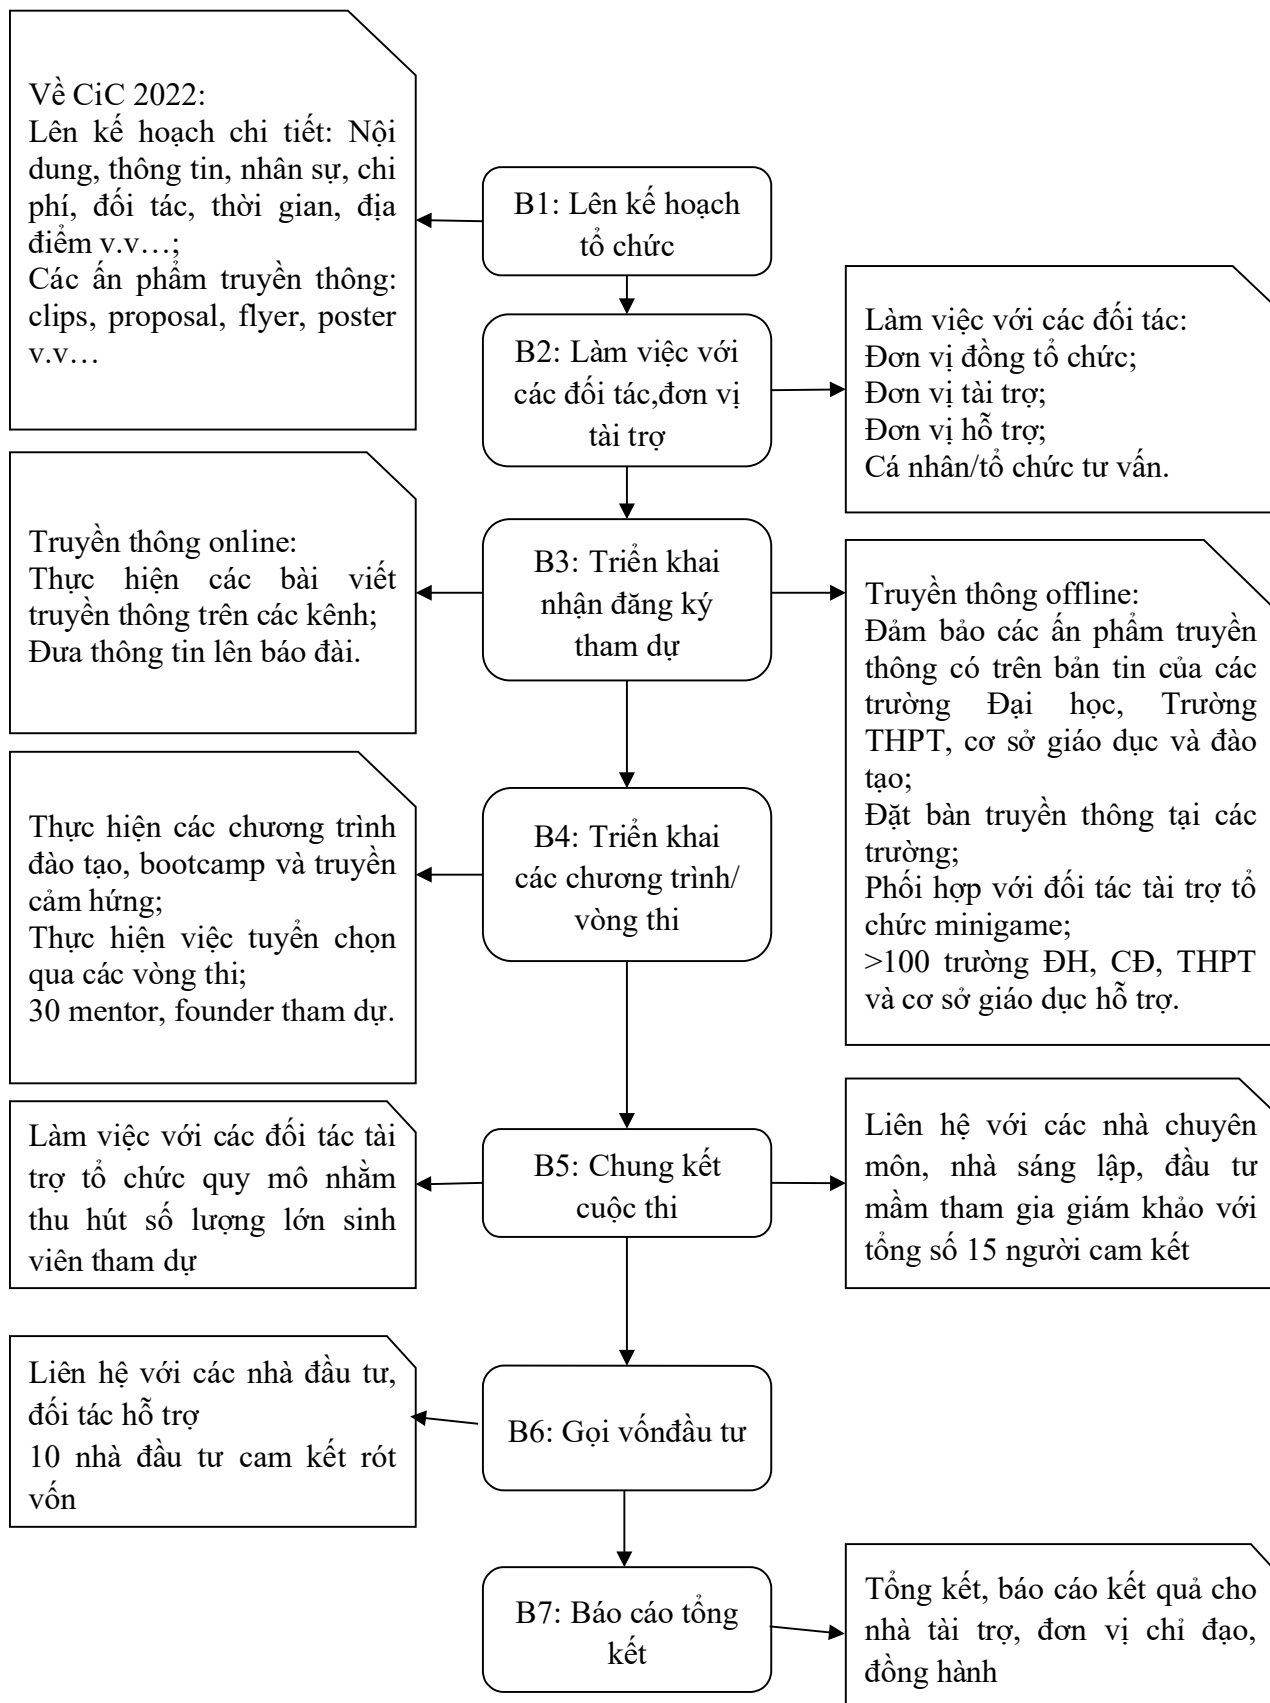 Về CiC 2022:
Lên kế hoạch chi tiết: Nội
dung, thông tin, nhân sự, chi
phí, đối tác, thời gian, địa
điểm v.v…;
Các ấn phẩm truyền thông:
clips, proposal, flyer, poster
v.v…
B1: Lên kế hoạch
tổ chức
B2: Làm việc với
các đối tác,đơn vị
tài trợ
Làm việc với các đối tác:
Đơn vị đồng tổ chức;
Đơn vị tài trợ;
Đơn vị hỗ trợ;
Cá nhân/tổ chức tư vấn.
Truyền thông online:
Thực hiện các bài viết
truyền thông trên các kênh;
Đưa thông tin lên báo đài.
B3: Triển khai
nhận đăng ký
tham dự
Truyền thông offline:
Đảm bảo các ấn phẩm truyền
thông có trên bản tin của các
trường Đại học, Trường
THPT, cơ sở giáo dục và đào
tạo;
Đặt bàn truyền thông tại các
trường;
Phối hợp với đối tác tài trợ tổ
chức minigame;
>100 trường ĐH, CĐ, THPT
và cơ sở giáo dục hỗ trợ.
Thực hiện các chương trình
đào tạo, bootcamp và truyền
cảm hứng;
Thực hiện việc tuyển chọn
qua các vòng thi;
30 mentor, founder tham dự.
B4: Triển khai
các chương trình/
vòng thi
Làm việc với các đối tác tài
trợ tổ chức quy mô nhằm
thu hút số lượng lớn sinh
viên tham dự
B5: Chung kết
cuộc thi
Liên hệ với các nhà chuyên
môn, nhà sáng lập, đầu tư
mầm tham gia giám khảo với
tổng số 15 người cam kết
Liên hệ với các nhà đầu tư,
đối tác hỗ trợ
10 nhà đầu tư cam kết rót
vốn
B6: Gọi vốnđầu tư
B7: Báo cáo tổng
kết
Tổng kết, báo cáo kết quả cho
nhà tài trợ, đơn vị chỉ đạo,
đồng hành